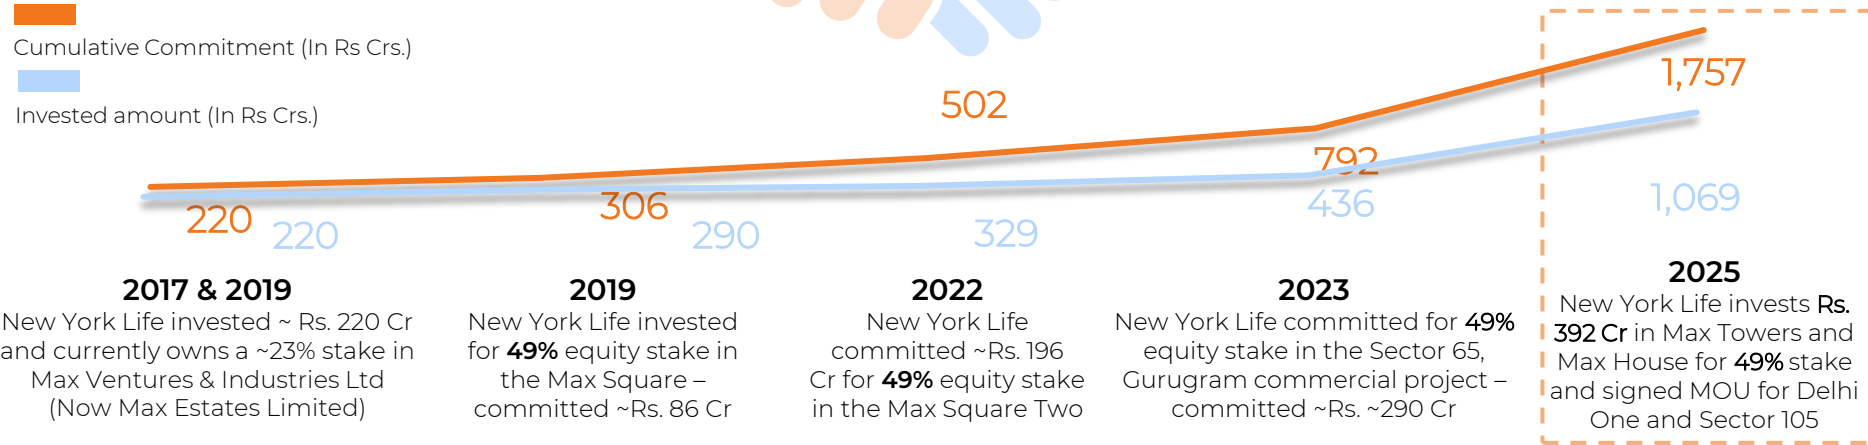 Cumulative Commitment (In Rs Crs.)
Invested amount (In Rs Crs.)
220
220
306
290
502
329
792
436
1,757
1,069
2017 & 2019
New York Life invested ~ Rs. 220 Cr
and currently owns a ~23% stake in
Max Ventures & Industries Ltd
(Now Max Estates Limited)
2019
New York Life invested
for 49% equity stake in
the Max Square –
committed ~Rs. 86 Cr
2022
New York Life
committed ~Rs. 196
Cr for 49% equity stake
in the Max Square Two
2023
New York Life committed for 49%
equity stake in the Sector 65,
Gurugram commercial project –
committed ~Rs. ~290 Cr
2025
New York Life invests Rs.
392 Cr in Max Towers and
Max House for 49% stake
and signed MOU for Delhi
One and Sector 105